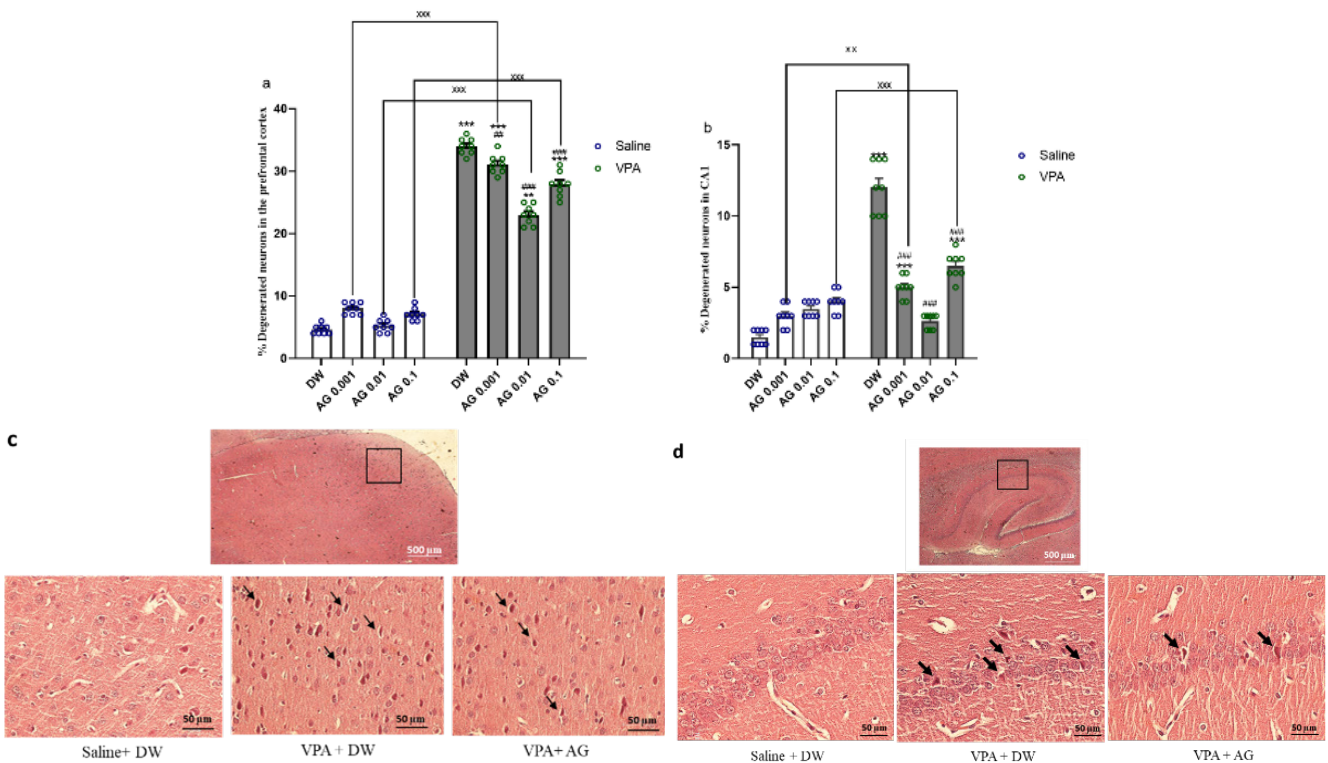 xxx
xxx
xxx
a
% Degenerated neurons in the prefrontal cortex
40
30
20
10
0
***
***
##
###
**
###
***
DW
AG 0.001
AG 0.01
AG 0.1
DW
AG 0.001
AG 0.01
AG 0.1
Saline
VPA
xx
xxx
b
% Degenerated neurons in CA1
15
10
5
0
***
###
***
###
###
***
DW
AG 0.001
AG 0.01
AG 0.1
DW
AG 0.001
AG 0.01
AG 0.1
Saline
VPA
c
500 µm
50 µm
50 µm
50 µm
Saline+ DW
VPA + DW
VPA+ AG
d
500 µm
50 µm
50 µm
50 µm
Saline + DW
VPA + DW
VPA + AG